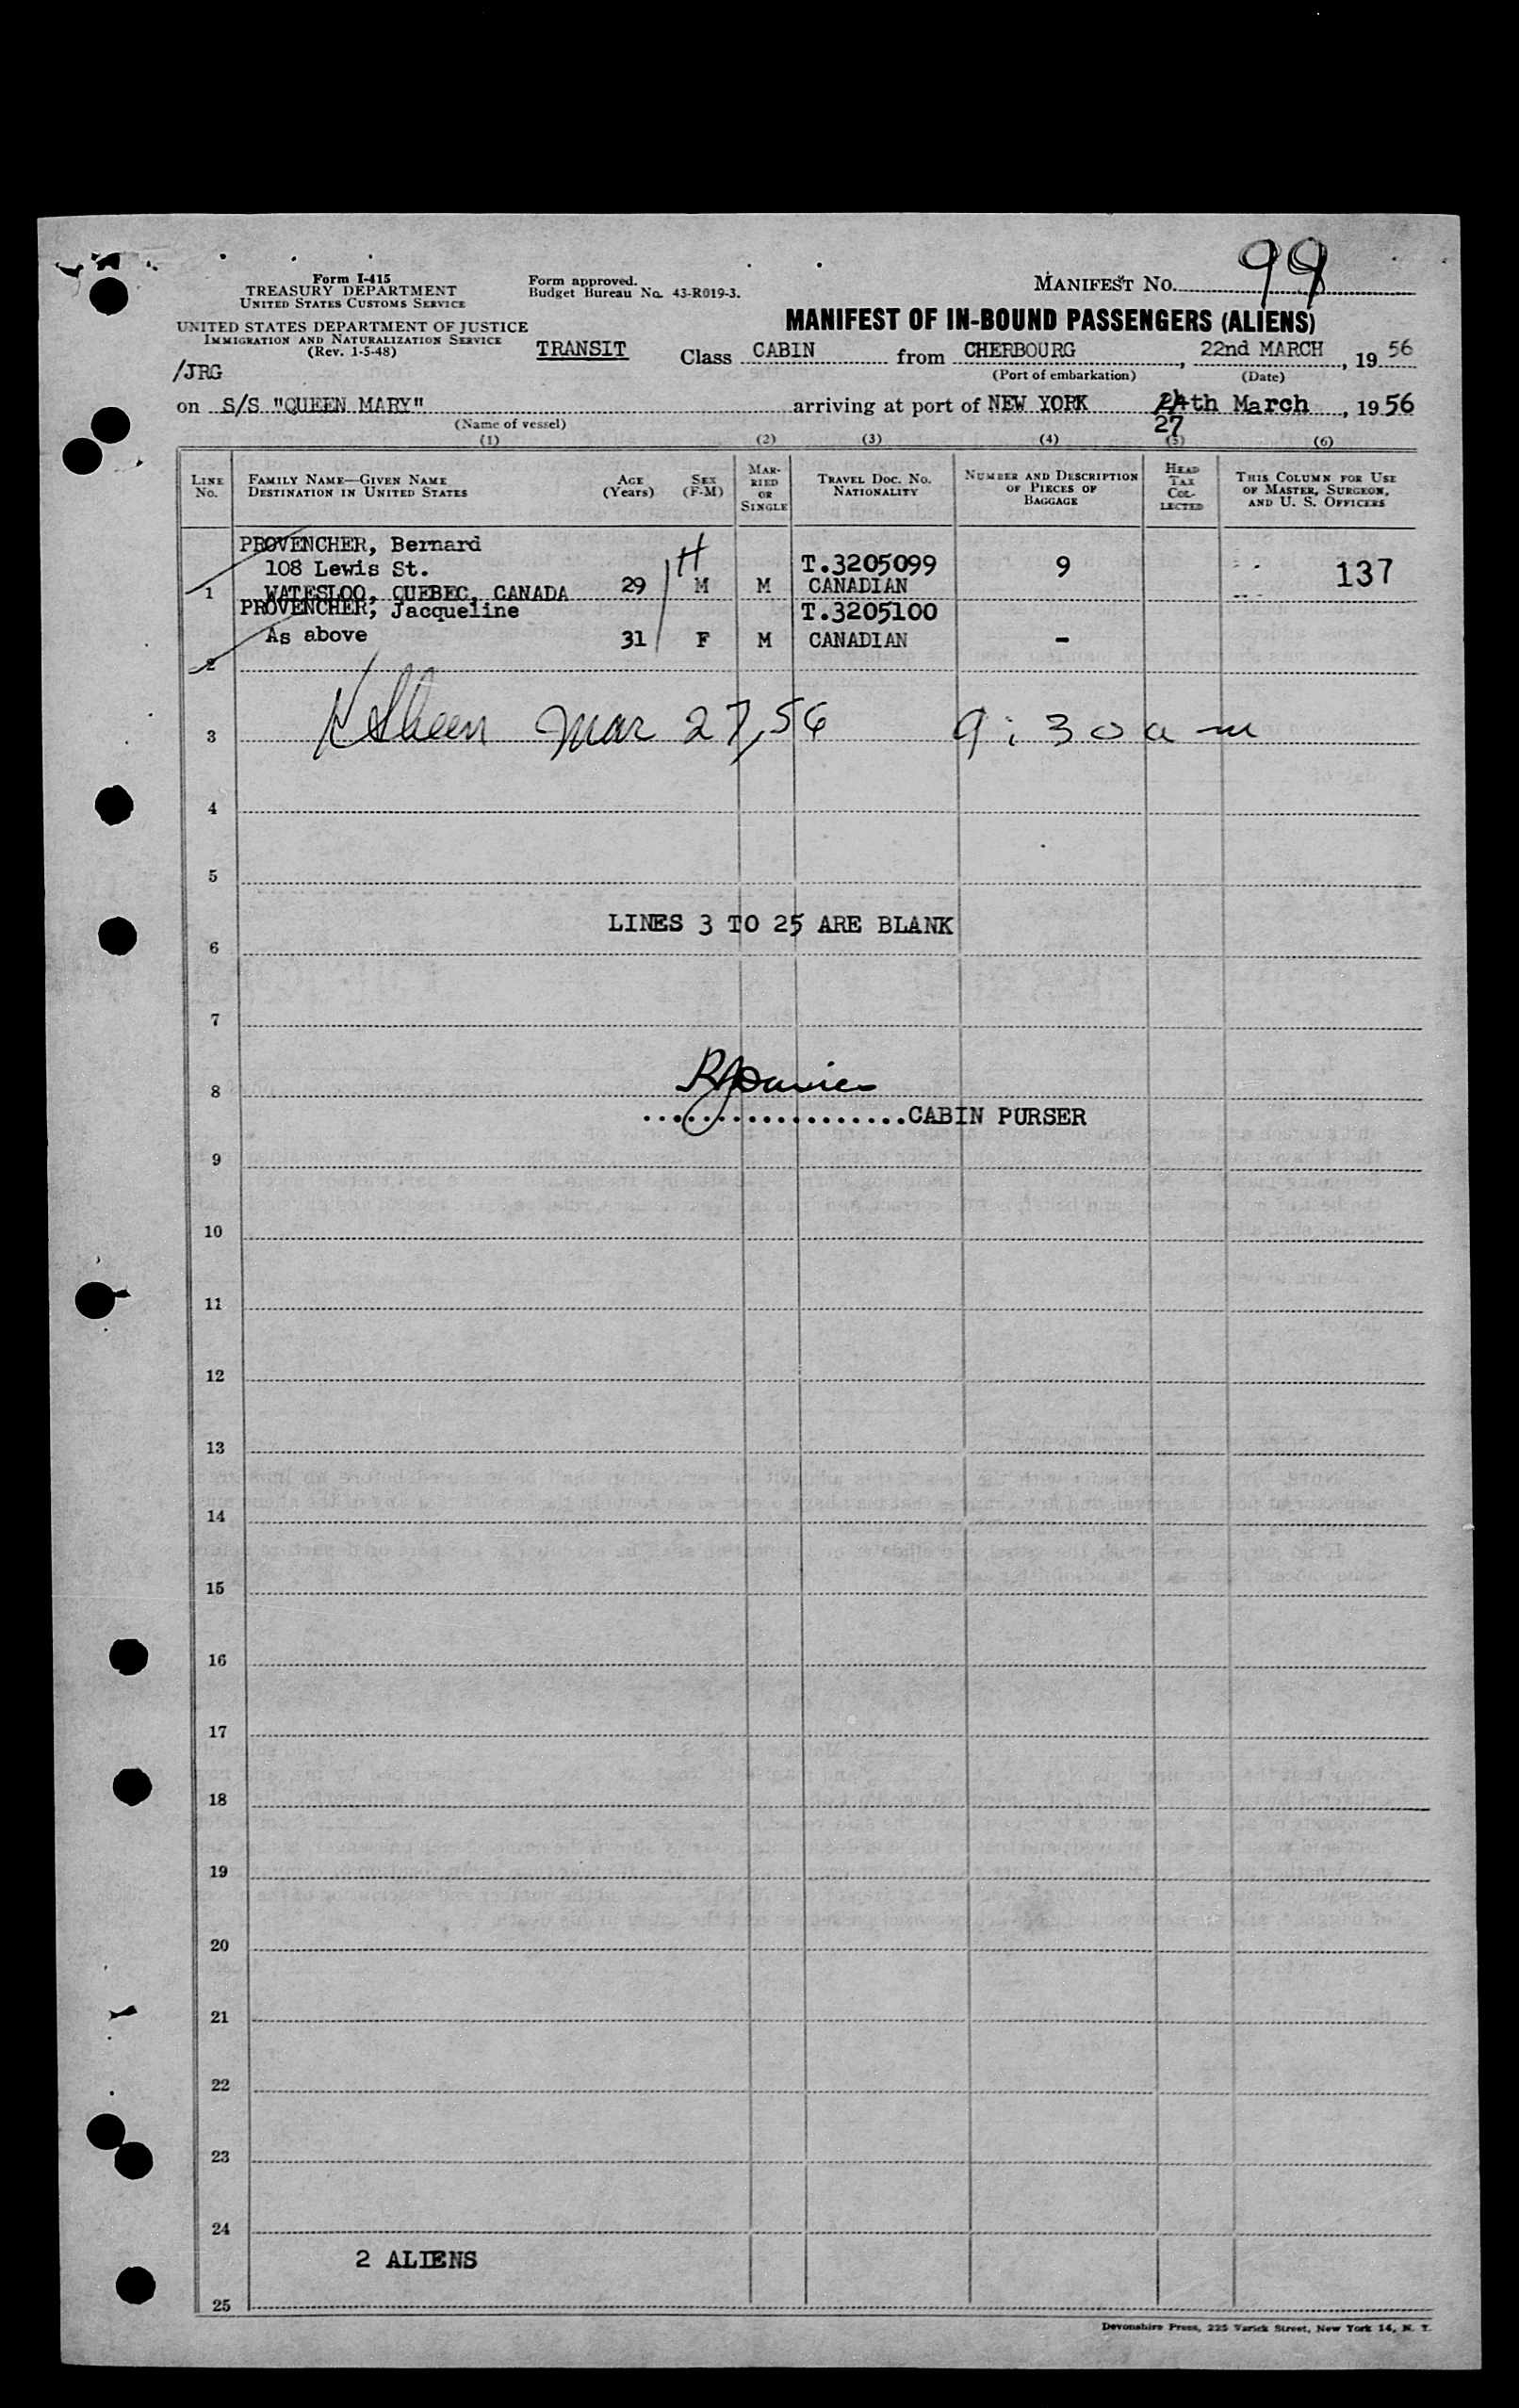 Form I-415
TREASURY DEPARTMENT
UNITED STATES CUSTOMS SERVICE
Form approved.
Budget Bureau No. 43-R019-3.
MANIFEST No. 99
UNITED STATES DEPARTMENT OF JUSTICE
IMMIGRATION AND NATURALIZATION SERVICE
(Rev. 1-5-48)
MANIFEST OF IN-BOUND PASSENGERS (ALIENS)
TRANSIT Class CABIN from CHERBOURG, 22nd MARCH, 1956
(Port of embarkation) (Date)
/JRG
on S/S "QUEEN MARY" arriving at port of NEW YORK 24th March, 1956
27
(Name of vessel)
(1) (2) (3) (4) (5) (6)
LINE No. FAMILY NAME—GIVEN NAME DESTINATION IN UNITED STATES AGE (Years) SEX (F-M) MARRIED OR SINGLE TRAVEL DOC. No. NATIONALITY NUMBER AND DESCRIPTION OF PIECES OF BAGGAGE HEAD TAX COLLECTED THIS COLUMN FOR USE OF MASTER, SURGEON, AND U. S. OFFICERS
PROVENCHER, Bernard H
108 Lewis St. T.3205099 9 137
1 WATESLOO, QUEBEC, CANADA 29 M M CANADIAN
PROVENCHER, Jacqueline T.3205100
As above 31 F M CANADIAN -
2
3 Mar 27, 56 9:30 am
4
5
LINES 3 TO 25 ARE BLANK
6
7
8
..................CABIN PURSER
9
10
11
12
13
14
15
16
17
18
19
20
21
22
23
24
2 ALIENS
25
Devonshire Press, 225 Varick Street, New York 14, N. Y.